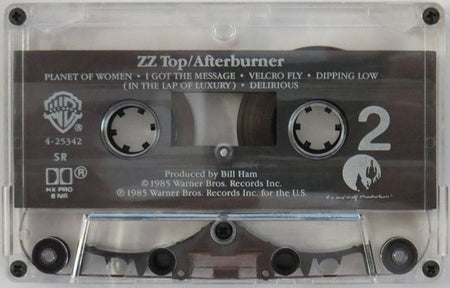 ZZ Top/Afterburner
PLANET OF WOMEN • I GOT THE MESSAGE • VELCRO FLY • DIPPING LOW
(IN THE LAP OF LUXURY) • DELIRIOUS
4-25342
SR
2
HX PRO
B NR
Produced by Bill Ham
℗ 1985 Warner Bros. Records Inc.
© 1985 Warner Bros. Records Inc. for the U.S.